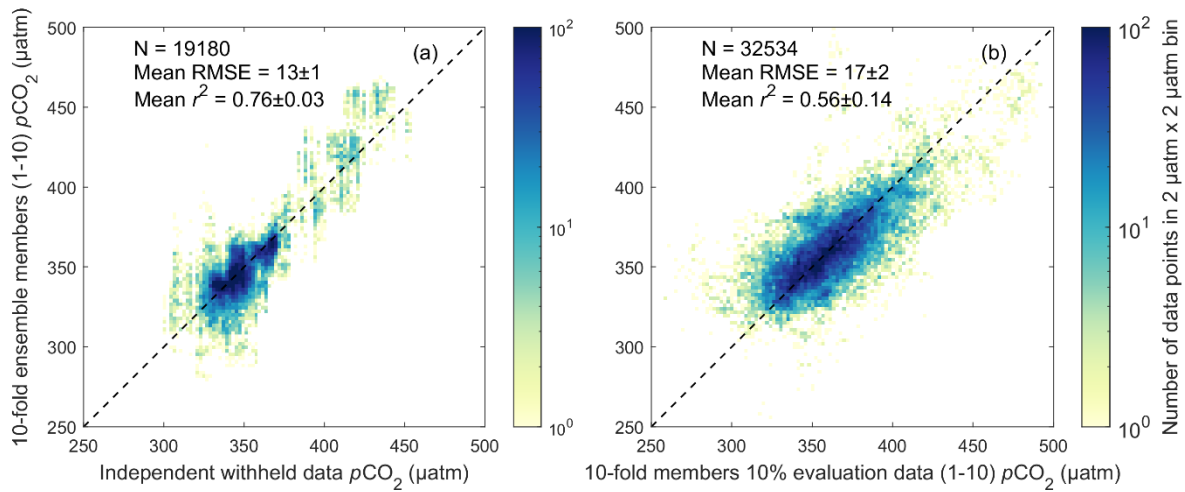 10-fold ensemble members (1-10) pCO₂ (µatm)
500
450
400
350
300
250
N = 19180
Mean RMSE = 13±1
Mean r² = 0.76±0.03
(a)
250 300 350 400 450 500
Independent withheld data pCO₂ (µatm)
10²
10¹
10⁰
500
450
400
350
300
250
N = 32534
Mean RMSE = 17±2
Mean r² = 0.56±0.14
(b)
250 300 350 400 450 500
10-fold members 10% evaluation data (1-10) pCO₂ (µatm)
10²
10¹
10⁰
Number of data points in 2 µatm x 2 µatm bin